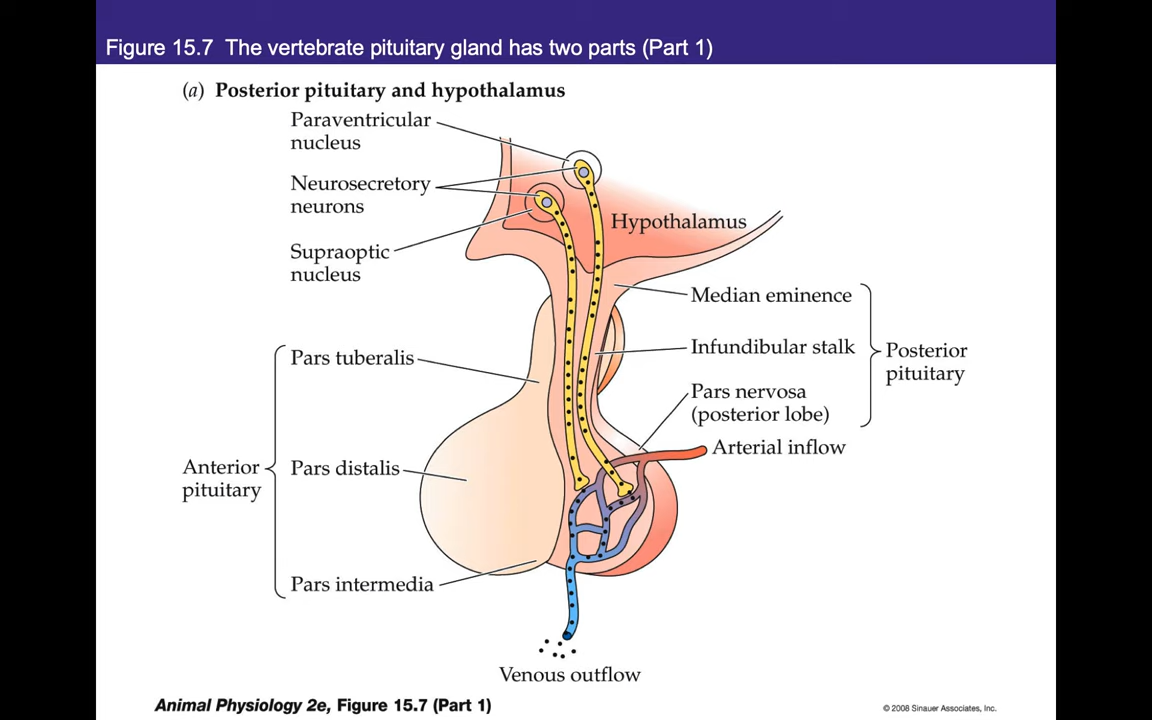 Figure 15.7 The vertebrate pituitary gland has two parts (Part 1)
(a) Posterior pituitary and hypothalamus
Paraventricular
nucleus
Neurosecretory
neurons
Supraoptic
nucleus
Hypothalamus
Median eminence
Infundibular stalk
Pars nervosa
(posterior lobe)
Posterior
pituitary
Arterial inflow
Pars tuberalis
Pars distalis
Pars intermedia
Anterior
pituitary
Venous outflow
Animal Physiology 2e, Figure 15.7 (Part 1)
© 2008 Sinauer Associates, Inc.